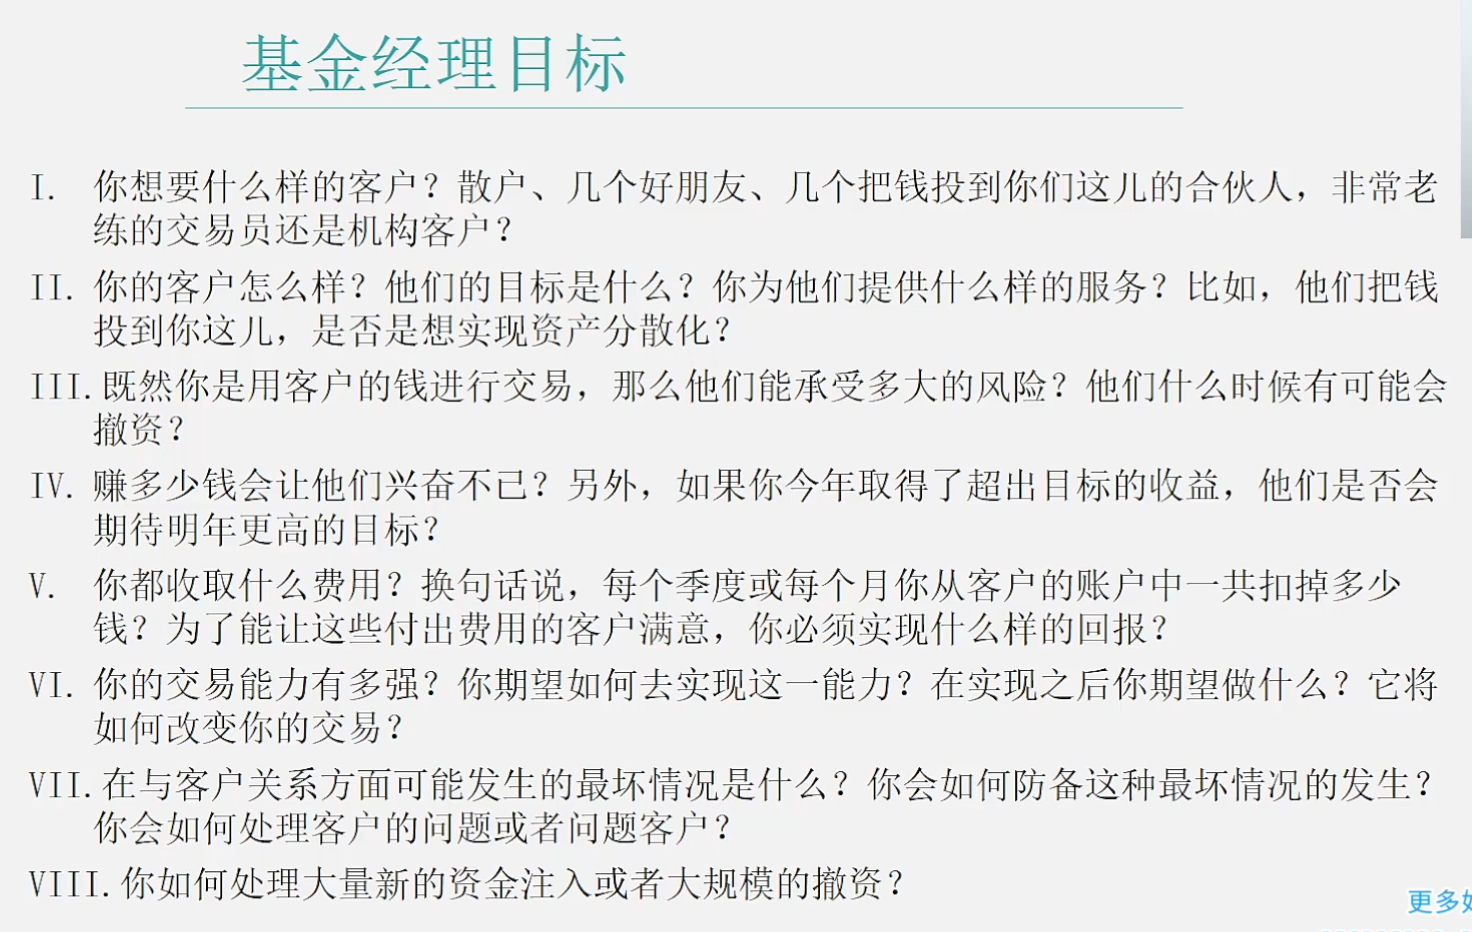 基金经理目标
I. 你想要什么样的客户？散户、几个好朋友、几个把钱投到你们这儿的合伙人，非常老
练的交易员还是机构客户？
II. 你的客户怎么样？他们的目标是什么？你为他们提供什么样的服务？比如，他们把钱
投到你这儿，是否是想实现资产分散化？
III. 既然你是用客户的钱进行交易，那么他们能承受多大的风险？他们什么时候有可能会
撤资？
IV. 赚多少钱会让他们兴奋不已？另外，如果你今年取得了超出目标的收益，他们是否会
期待明年更高的目标？
V. 你都收取什么费用？换句话说，每个季度或每个月你从客户的账户中一共扣掉多少
钱？为了能让这些付出费用的客户满意，你必须实现什么样的回报？
VI. 你的交易能力有多强？你期望如何去实现这一能力？在实现之后你期望做什么？它将
如何改变你的交易？
VII. 在与客户关系方面可能发生的最坏情况是什么？你会如何防备这种最坏情况的发生？
你会如何处理客户的问题或者问题客户？
VIII. 你如何处理大量新的资金注入或者大规模的撤资？
更多